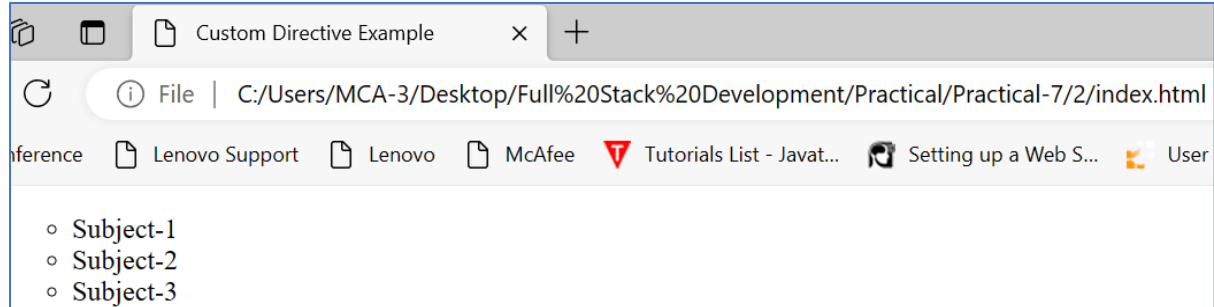 Custom Directive Example
File | C:/Users/MCA-3/Desktop/Full%20Stack%20Development/Practical/Practical-7/2/index.html
nference Lenovo Support Lenovo McAfee Tutorials List - Javat... Setting up a Web S... User
Subject-1
Subject-2
Subject-3